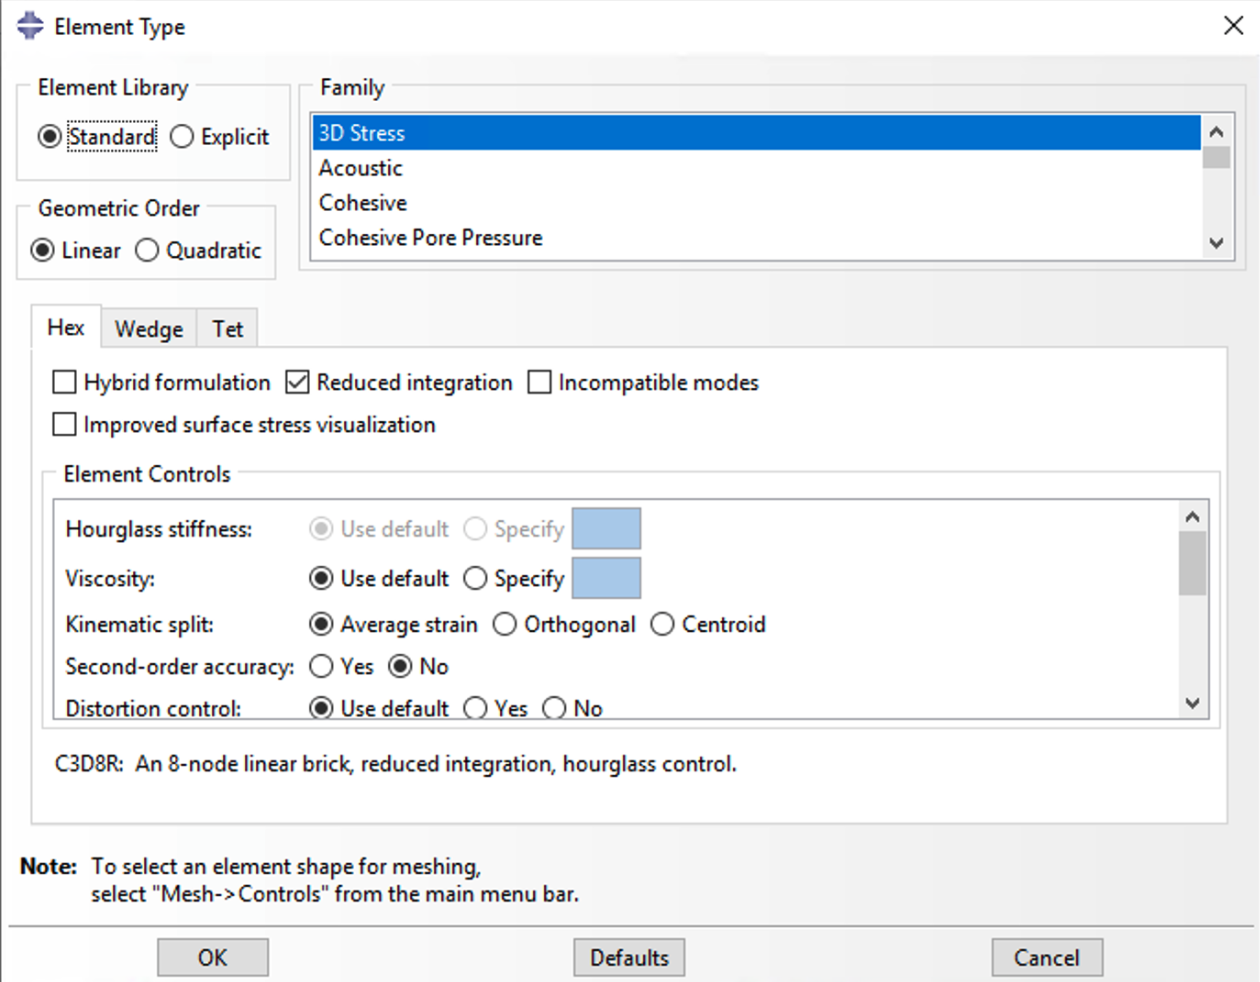 Element Type
Element Library
Standard Explicit
Family
3D Stress
Acoustic
Cohesive
Cohesive Pore Pressure
Geometric Order
Linear Quadratic
Hex Wedge Tet
Hybrid formulation Reduced integration Incompatible modes
Improved surface stress visualization
Element Controls
Hourglass stiffness: Use default Specify
Viscosity: Use default Specify
Kinematic split: Average strain Orthogonal Centroid
Second-order accuracy: Yes No
Distortion control: Use default Yes No
C3D8R: An 8-node linear brick, reduced integration, hourglass control.
Note: To select an element shape for meshing,
select "Mesh->Controls" from the main menu bar.
OK Defaults Cancel